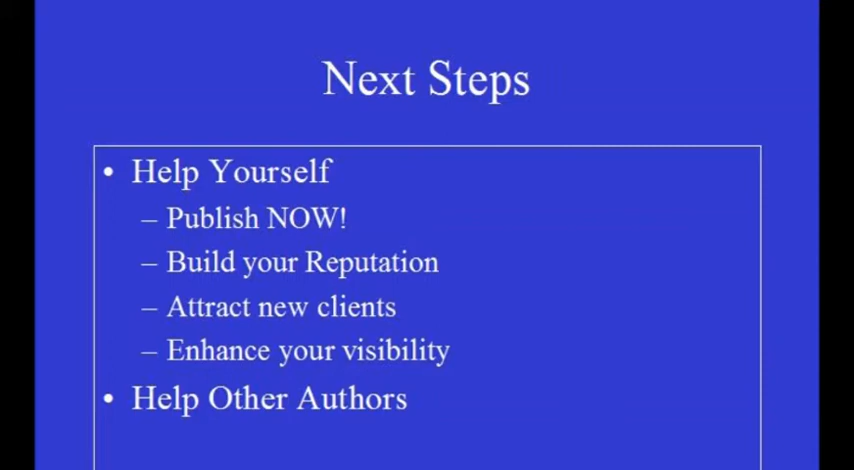 Next Steps
• Help Yourself
– Publish NOW!
– Build your Reputation
– Attract new clients
– Enhance your visibility
• Help Other Authors